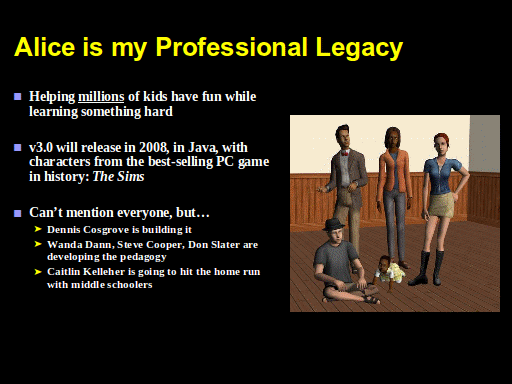 Alice is my Professional Legacy
Helping millions of kids have fun while
learning something hard
v3.0 will release in 2008, in Java, with
characters from the best-selling PC game
in history: The Sims
Can't mention everyone, but…
Dennis Cosgrove is building it
Wanda Dann, Steve Cooper, Don Slater are
developing the pedagogy
Caitlin Kelleher is going to hit the home run
with middle schoolers